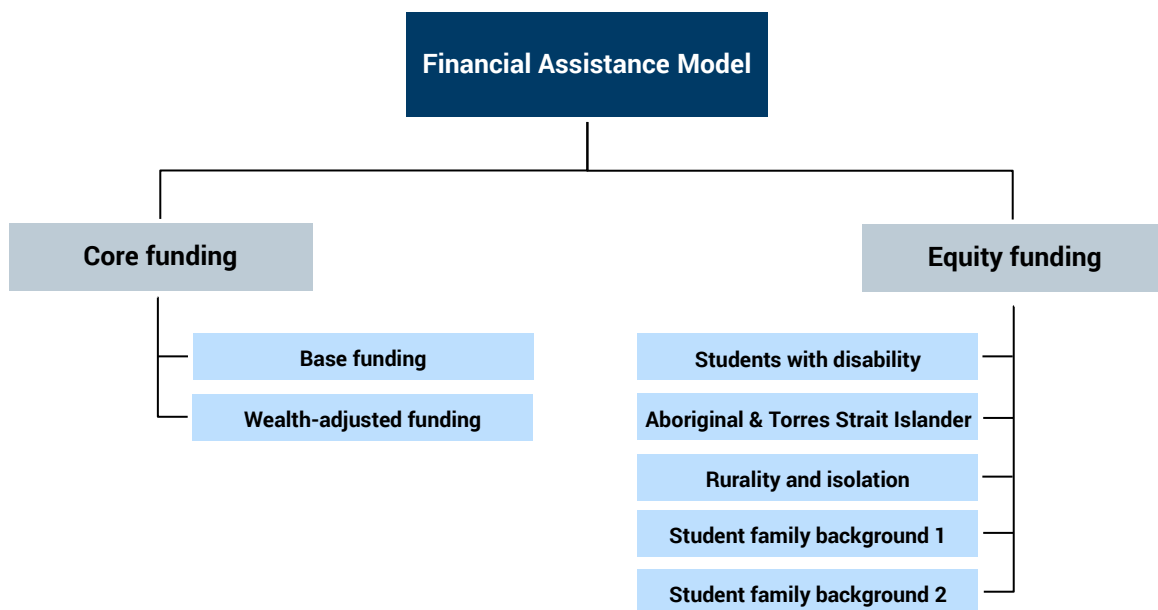 Financial Assistance Model
Core funding
Base funding
Wealth-adjusted funding
Equity funding
Students with disability
Aboriginal & Torres Strait Islander
Rurality and isolation
Student family background 1
Student family background 2